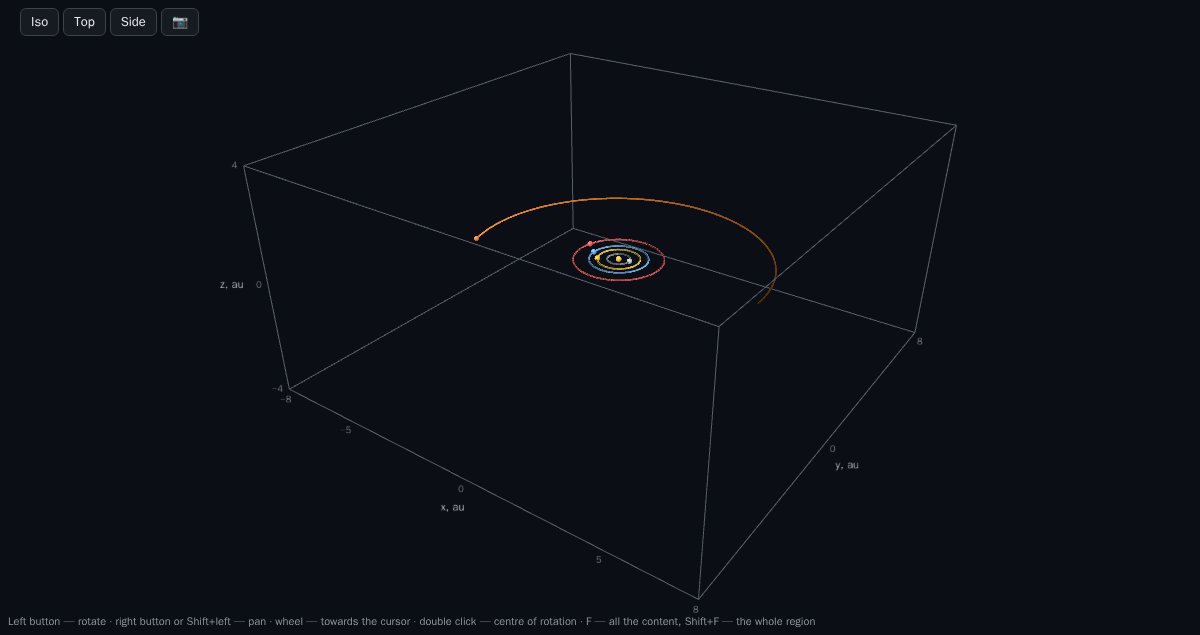 Iso Top Side
4
z, au 0
−4
−8
−5
0
x, au
5
8
8
0
y, au
Left button — rotate · right button or Shift+left — pan · wheel — towards the cursor · double click — centre of rotation · F — all the content, Shift+F — the whole region